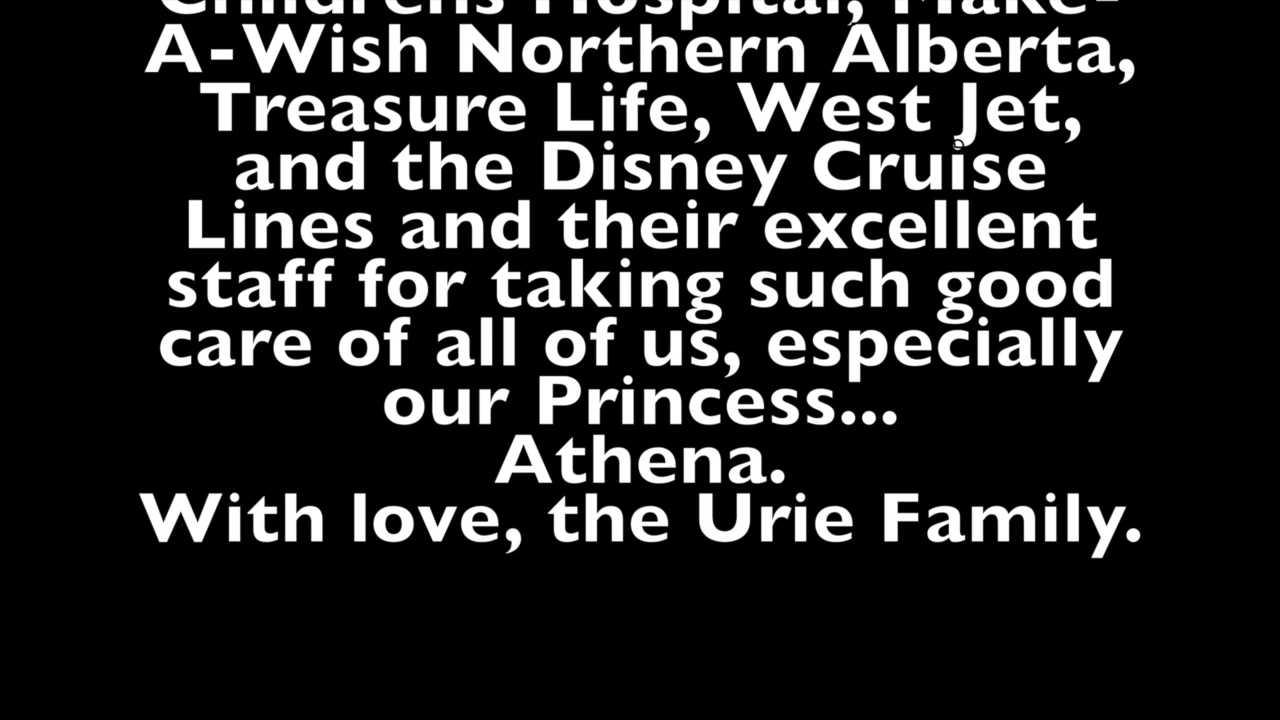 Childrens Hospital, Make-
A-Wish Northern Alberta,
Treasure Life, West Jet,
and the Disney Cruise
Lines and their excellent
staff for taking such good
care of all of us, especially
our Princess...
Athena.
With love, the Urie Family.